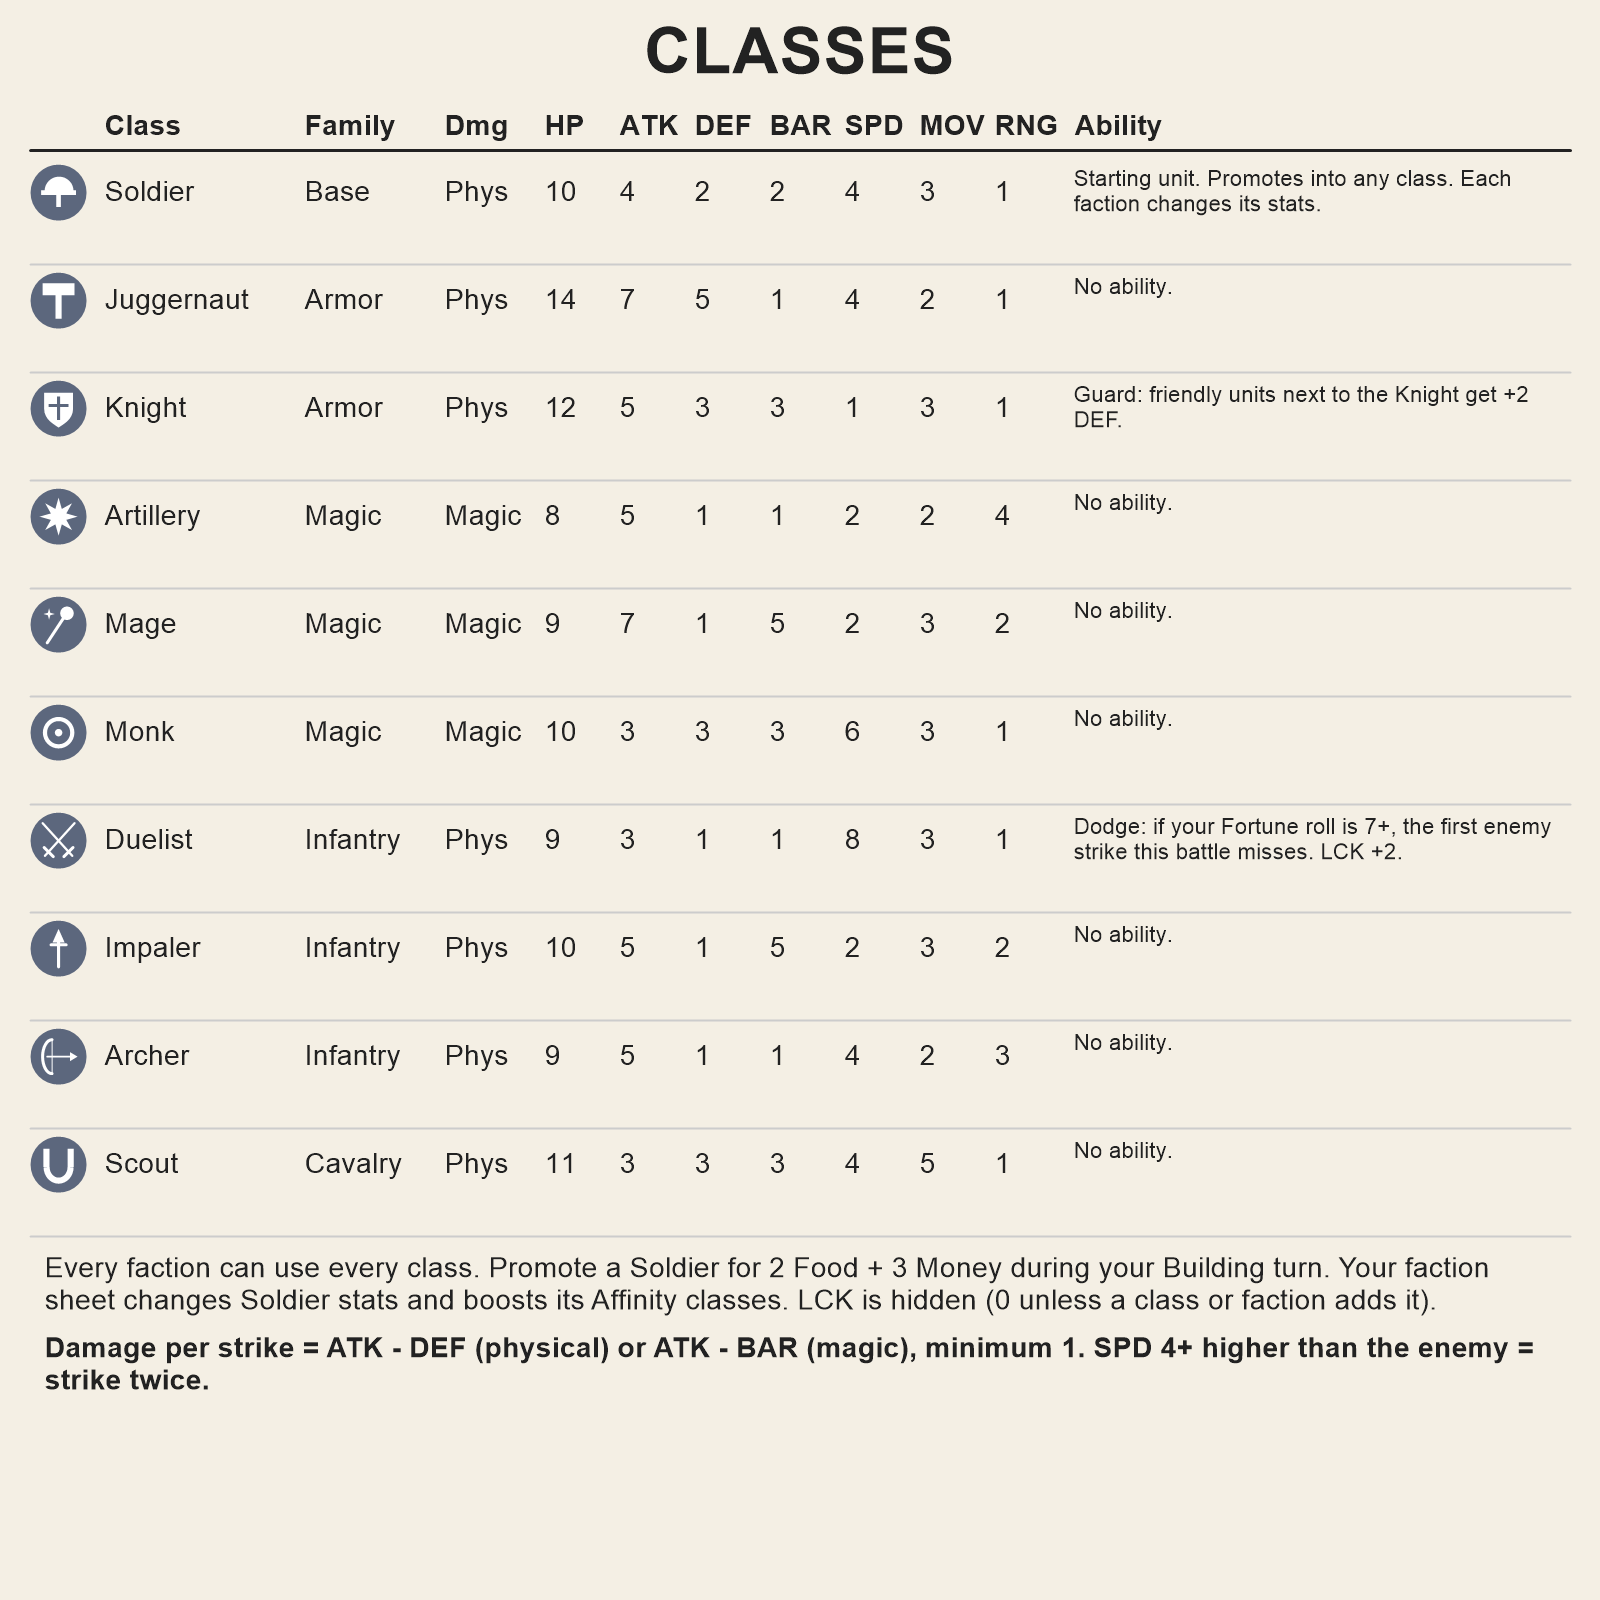 CLASSES
Class Family Dmg HP ATK DEF BAR SPD MOV RNG Ability
Soldier Base Phys 10 4 2 2 4 3 1 Starting unit. Promotes into any class. Each
faction changes its stats.
Juggernaut Armor Phys 14 7 5 1 4 2 1 No ability.
Knight Armor Phys 12 5 3 3 1 3 1 Guard: friendly units next to the Knight get +2
DEF.
Artillery Magic Magic 8 5 1 1 2 2 4 No ability.
Mage Magic Magic 9 7 1 5 2 3 2 No ability.
Monk Magic Magic 10 3 3 3 6 3 1 No ability.
Duelist Infantry Phys 9 3 1 1 8 3 1 Dodge: if your Fortune roll is 7+, the first enemy
strike this battle misses. LCK +2.
Impaler Infantry Phys 10 5 1 5 2 3 2 No ability.
Archer Infantry Phys 9 5 1 1 4 2 3 No ability.
Scout Cavalry Phys 11 3 3 3 4 5 1 No ability.
Every faction can use every class. Promote a Soldier for 2 Food + 3 Money during your Building turn. Your faction
sheet changes Soldier stats and boosts its Affinity classes. LCK is hidden (0 unless a class or faction adds it).
Damage per strike = ATK - DEF (physical) or ATK - BAR (magic), minimum 1. SPD 4+ higher than the enemy =
strike twice.